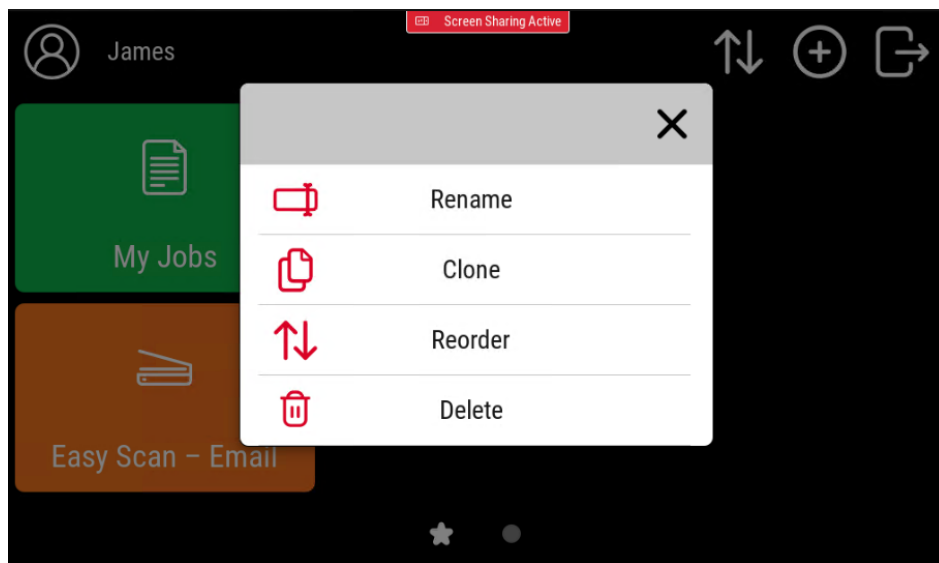 Screen Sharing Active
James
Rename
My Jobs
Clone
Reorder
Delete
Easy Scan – Email